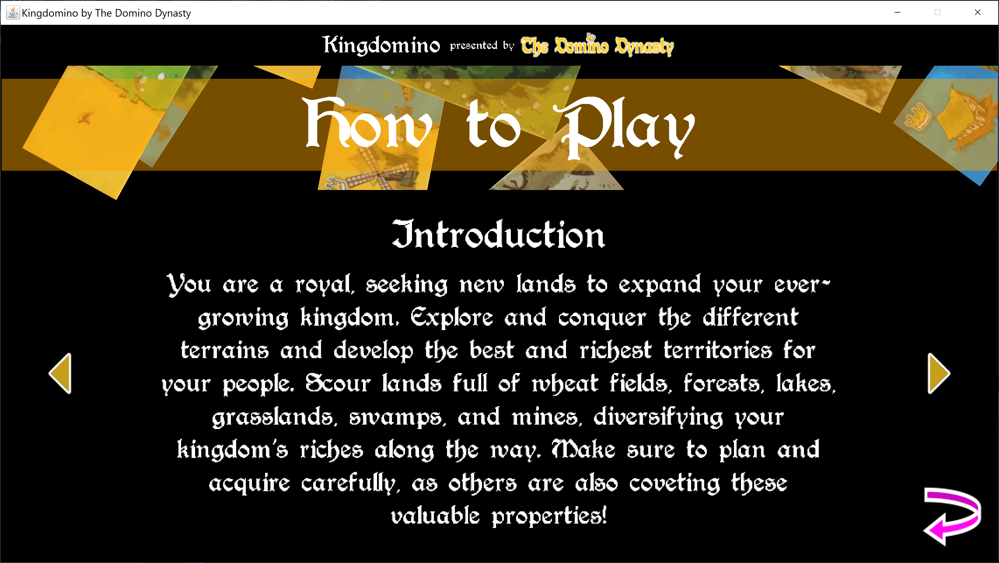 Kingdomino by The Domino Dynasty
Kingdomino presented by The Domino Dynasty
How to Play
Introduction
You are a royal, seeking new lands to expand your ever-
growing kingdom. Explore and conquer the different
terrains and develop the best and richest territories for
your people. Scour lands full of wheat fields, forests, lakes,
grasslands, swamps, and mines, diversifying your
kingdom's riches along the way. Make sure to plan and
acquire carefully, as others are also coveting these
valuable properties!